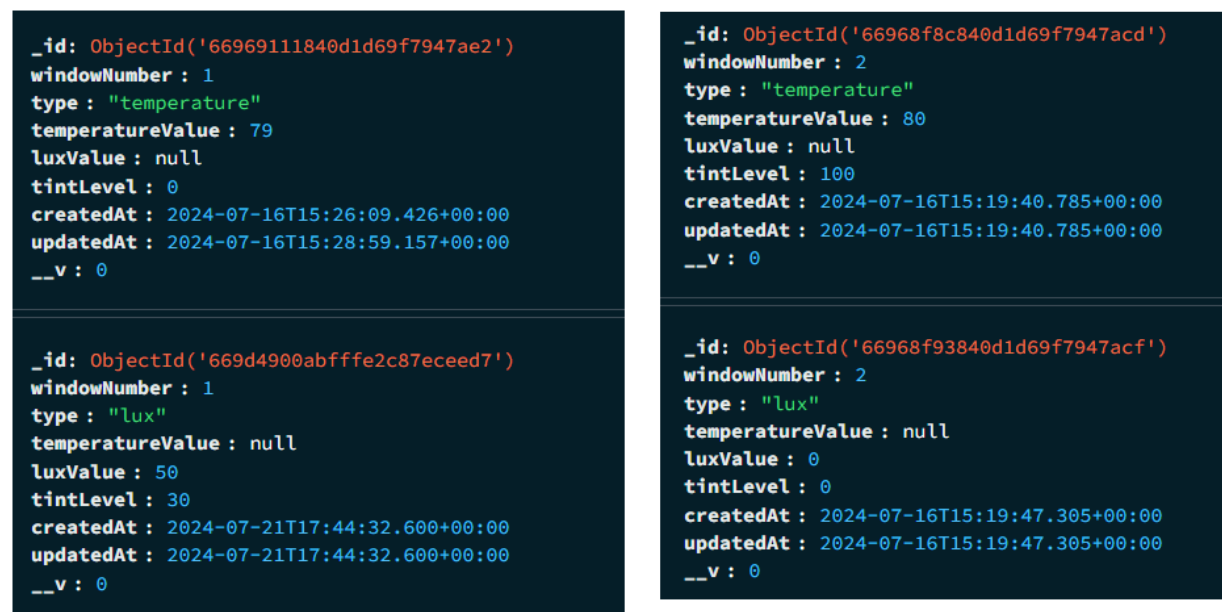 _id: ObjectId('66969111840d1d69f7947ae2')
windowNumber : 1
type : "temperature"
temperatureValue : 79
luxValue : null
tintLevel : 0
createdAt : 2024-07-16T15:26:09.426+00:00
updatedAt : 2024-07-16T15:28:59.157+00:00
__v : 0
_id: ObjectId('669d4900abfffe2c87eceed7')
windowNumber : 1
type : "lux"
temperatureValue : null
luxValue : 50
tintLevel : 30
createdAt : 2024-07-21T17:44:32.600+00:00
updatedAt : 2024-07-21T17:44:32.600+00:00
__v : 0
_id: ObjectId('66968f8c840d1d69f7947acd')
windowNumber : 2
type : "temperature"
temperatureValue : 80
luxValue : null
tintLevel : 100
createdAt : 2024-07-16T15:19:40.785+00:00
updatedAt : 2024-07-16T15:19:40.785+00:00
__v : 0
_id: ObjectId('66968f93840d1d69f7947acf')
windowNumber : 2
type : "lux"
temperatureValue : null
luxValue : 0
tintLevel : 0
createdAt : 2024-07-16T15:19:47.305+00:00
updatedAt : 2024-07-16T15:19:47.305+00:00
__v : 0